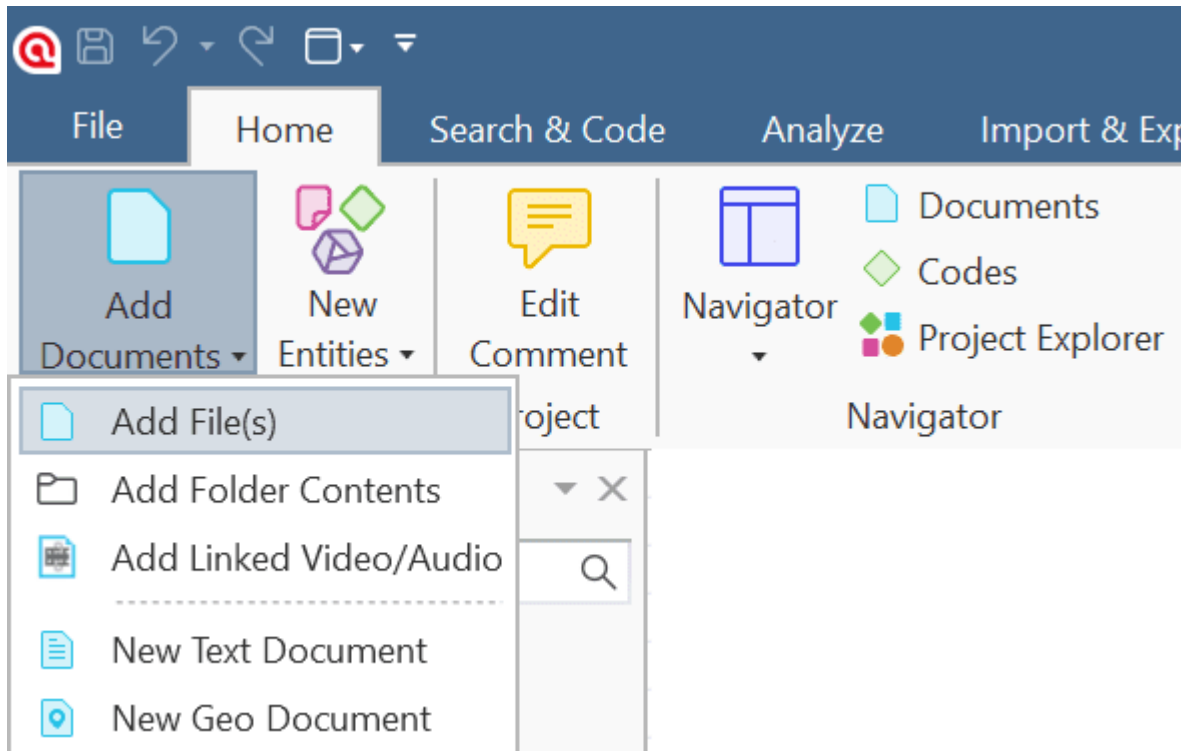 File Home Search & Code Analyze Import & Exp
Add Documents
New Entities
Edit Comment
Navigator
Documents
Codes
Project Explorer
oject
Navigator
Add File(s)
Add Folder Contents
Add Linked Video/Audio
New Text Document
New Geo Document